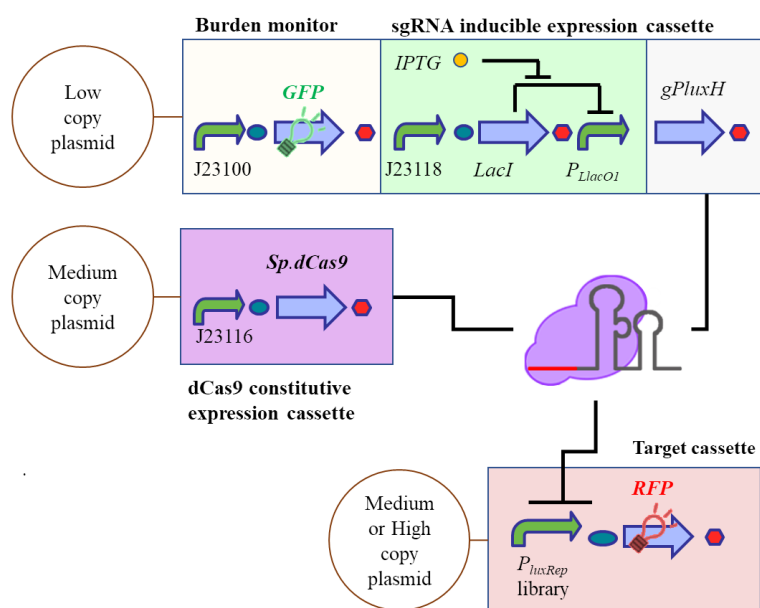 Burden monitor
sgRNA inducible expression cassette
Low
copy
plasmid
GFP
J23100
IPTG
J23118
LacI
PLlacO1
gPluxH
Medium
copy
plasmid
Sp.dCas9
J23116
dCas9 constitutive
expression cassette
.
Target cassette
Medium
or High
copy
plasmid
RFP
PluxRep
library